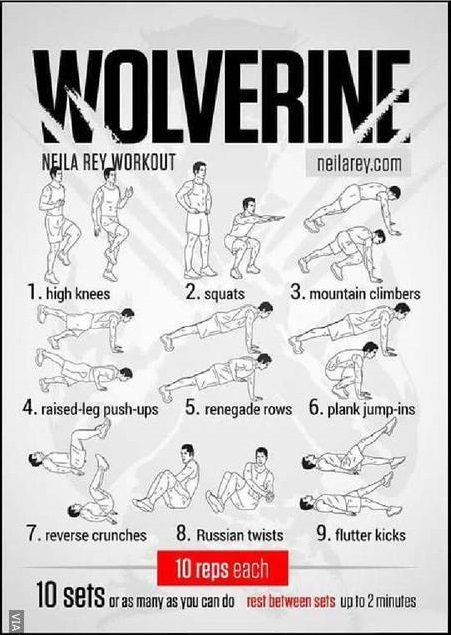 WOLVERINE
NEILA REY WORKOUT neilarey.com
1. high knees 2. squats 3. mountain climbers
4. raised-leg push-ups 5. renegade rows 6. plank jump-ins
7. reverse crunches 8. Russian twists 9. flutter kicks
10 reps each
10 sets or as many as you can do rest between sets up to 2 minutes
VIA